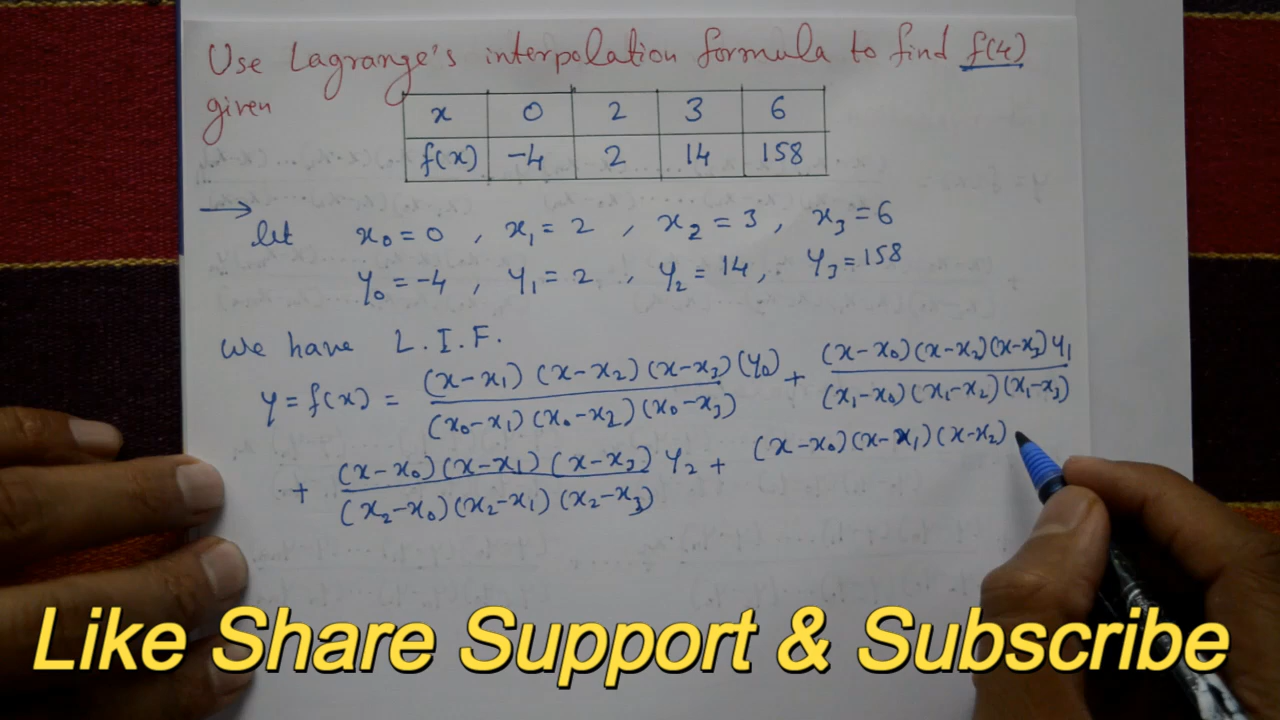 Use Lagrange's interpolation formula to find f(4)
given
x 0 2 3 6
f(x) -4 2 14 158
→ let x₀ = 0 , x₁ = 2 , x₂ = 3 , x₃ = 6
y₀ = -4 , y₁ = 2 , y₂ = 14 , y₃ = 158
We have L.I.F.
y = f(x) = (x-x₁) (x-x₂) (x-x₃) (y₀) / (x₀-x₁) (x₀-x₂) (x₀-x₃) + (x-x₀) (x-x₂) (x-x₃) y₁ / (x₁-x₀) (x₁-x₂) (x₁-x₃)
+ (x-x₀) (x-x₁) (x-x₃) / (x₂-x₀) (x₂-x₁) (x₂-x₃) y₂ + (x-x₀) (x-x₁) (x-x₂)
Like Share Support & Subscribe